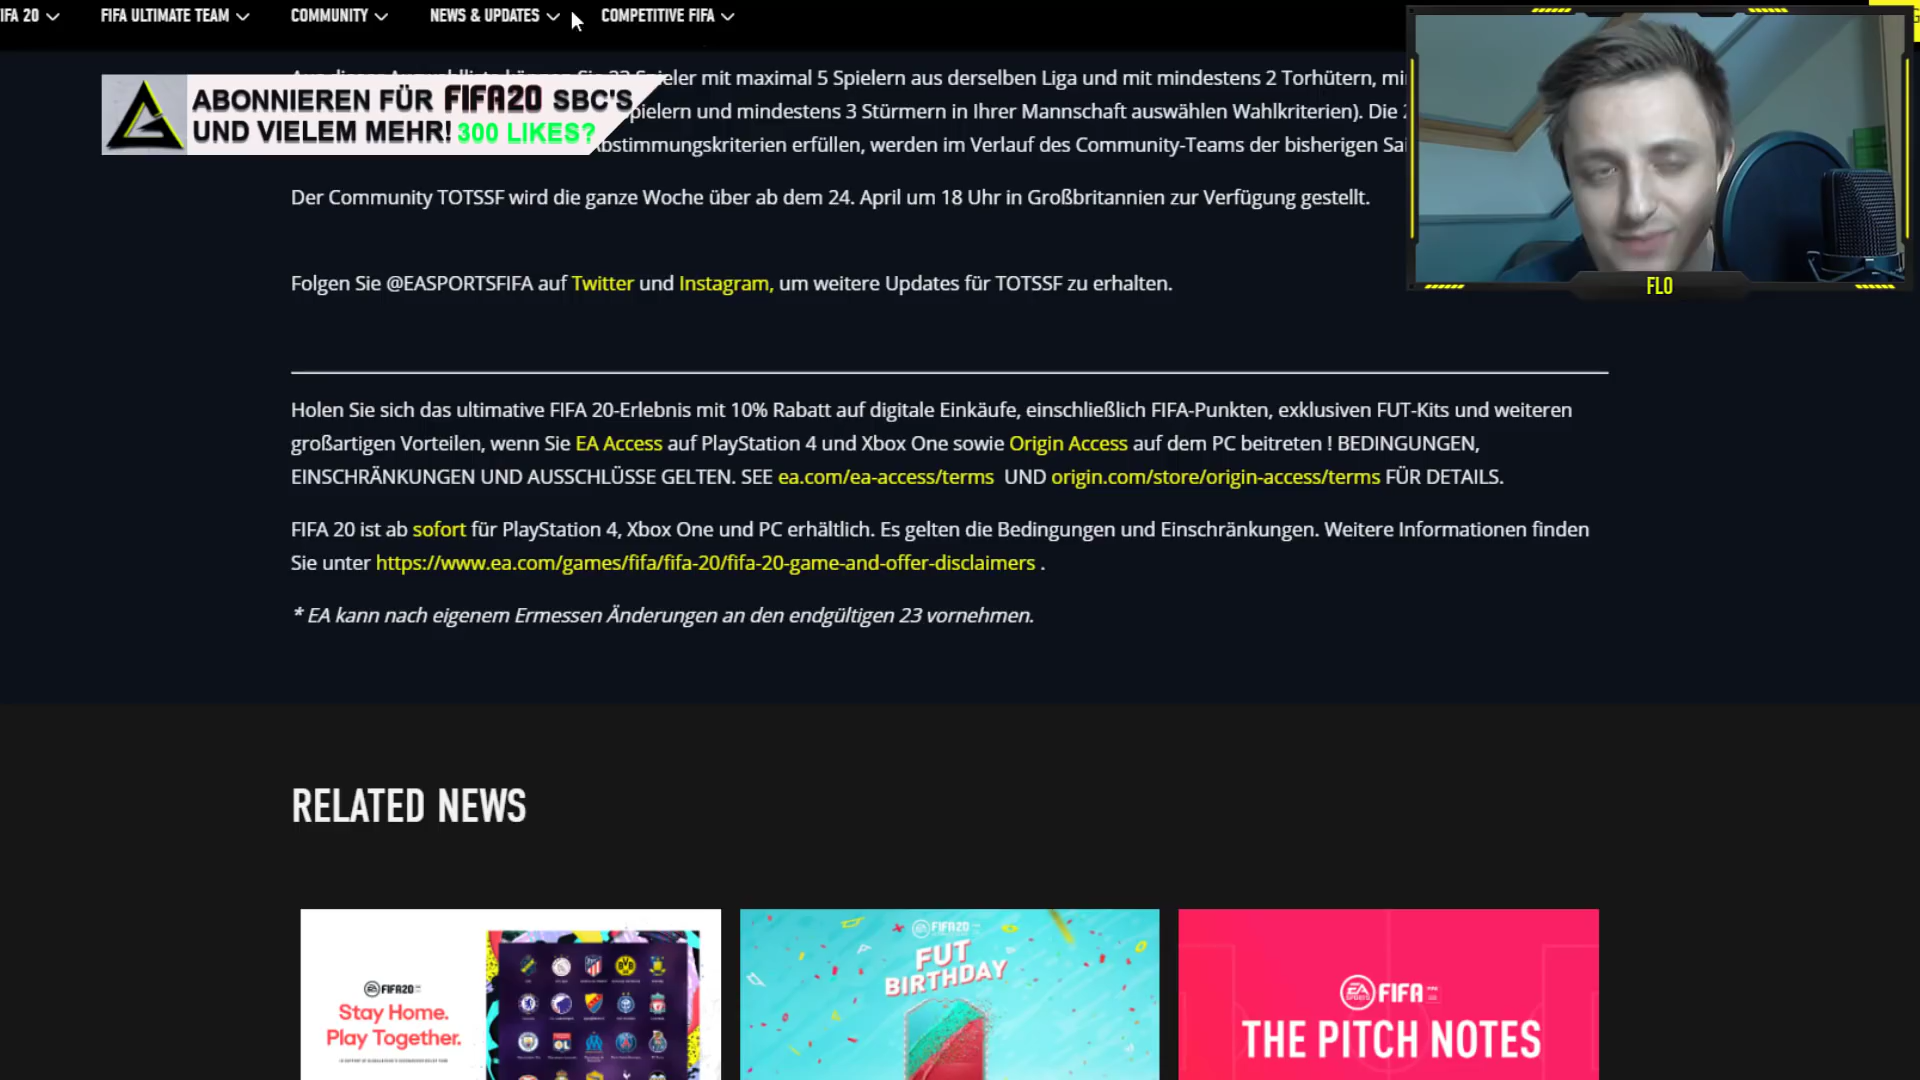 IFA 20
FIFA ULTIMATE TEAM
COMMUNITY
NEWS & UPDATES
COMPETITIVE FIFA
mit maximal 5 Spielern aus derselben Liga und mit mindestens 2 Torhütern,
und mindestens 3 Stürmern in Ihrer Mannschaft auswählen Wahlkriterien). Die
erfüllen, werden im Verlauf des Community-Teams der bisherigen
ABONNIEREN FÜR FIFA20 SBC'S
UND VIELEM MEHR! 300 LIKES?
Der Community TOTSSF wird die ganze Woche über ab dem 24. April um 18 Uhr in Großbritannien zur Verfügung gestellt.
FLO
Folgen Sie @EASPORTSFIFA auf Twitter und Instagram, um weitere Updates für TOTSSF zu erhalten.
Holen Sie sich das ultimative FIFA 20-Erlebnis mit 10% Rabatt auf digitale Einkäufe, einschließlich FIFA-Punkten, exklusiven FUT-Kits und weiteren
großartigen Vorteilen, wenn Sie EA Access auf PlayStation 4 und Xbox One sowie Origin Access auf dem PC beitreten ! BEDINGUNGEN,
EINSCHRÄNKUNGEN UND AUSSCHLÜSSE GELTEN. SEE ea.com/ea-access/terms UND origin.com/store/origin-access/terms FÜR DETAILS.
FIFA 20 ist ab sofort für PlayStation 4, Xbox One und PC erhältlich. Es gelten die Bedingungen und Einschränkungen. Weitere Informationen finden
Sie unter https://www.ea.com/games/fifa/fifa-20/fifa-20-game-and-offer-disclaimers .
* EA kann nach eigenem Ermessen Änderungen an den endgültigen 23 vornehmen.
RELATED NEWS
FIFA20
Stay Home.
Play Together.
FIFA20
FUT
BIRTHDAY
EA SPORTS FIFA
THE PITCH NOTES